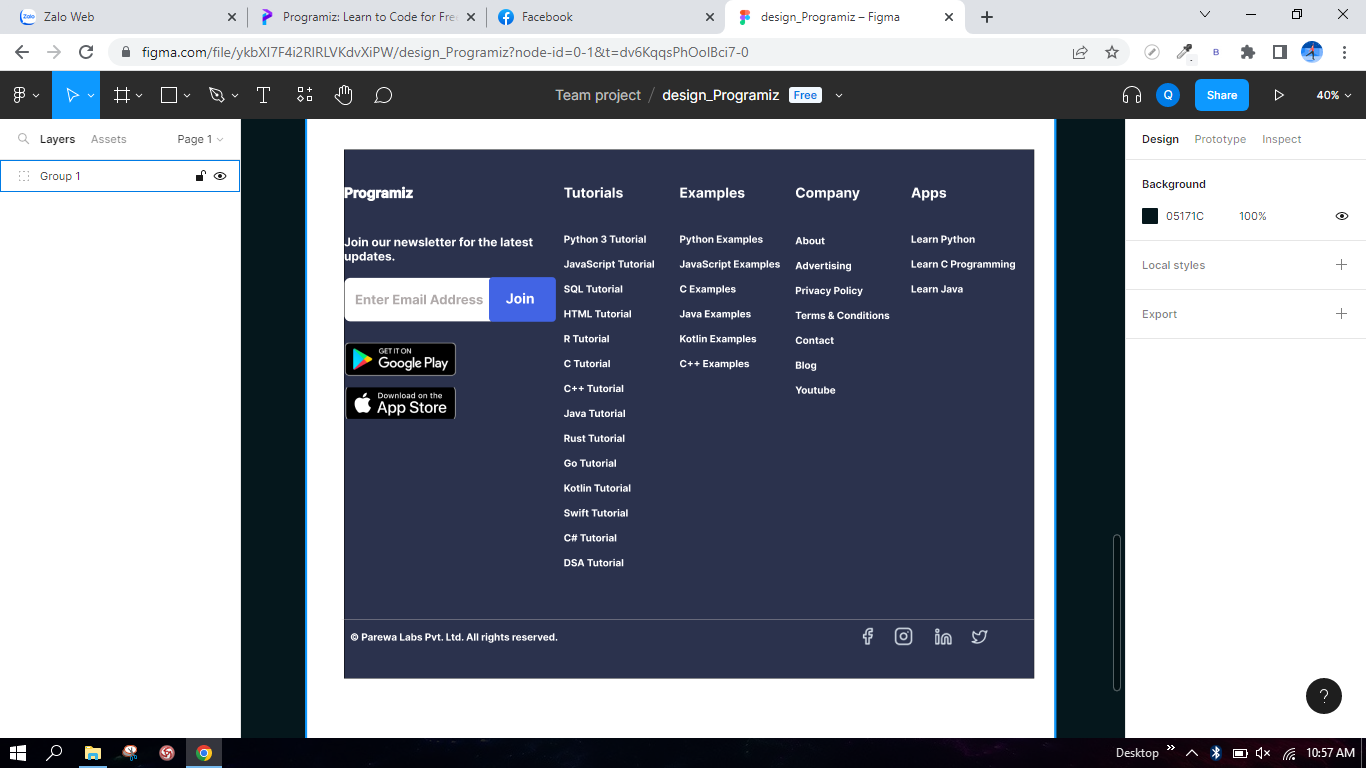 Zalo Web
Programiz: Learn to Code for Fre
Facebook
design_Programiz – Figma
figma.com/file/ykbXI7F4i2RlRLVKdvXiPW/design_Programiz?node-id=0-1&t=dv6KqqsPhOoIBci7-0
B
Team project / design_Programiz Free
Q
Share
40%
Layers
Assets
Page 1
Group 1
Design
Prototype
Inspect
Background
05171C 100%
Local styles
Export
Programiz
Join our newsletter for the latest
updates.
Enter Email Address
Join
GET IT ON
Google Play
Download on the
App Store
Tutorials
Python 3 Tutorial
JavaScript Tutorial
SQL Tutorial
HTML Tutorial
R Tutorial
C Tutorial
C++ Tutorial
Java Tutorial
Rust Tutorial
Go Tutorial
Kotlin Tutorial
Swift Tutorial
C# Tutorial
DSA Tutorial
Examples
Python Examples
JavaScript Examples
C Examples
Java Examples
Kotlin Examples
C++ Examples
Company
About
Advertising
Privacy Policy
Terms & Conditions
Contact
Blog
Youtube
Apps
Learn Python
Learn C Programming
Learn Java
© Parewa Labs Pvt. Ltd. All rights reserved.
?
Desktop
10:57 AM